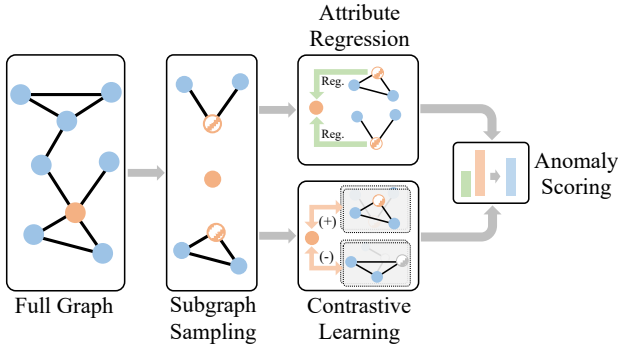 Attribute
Regression
Reg.
Reg.
(+)
(-)
Anomaly
Scoring
Full Graph
Subgraph
Sampling
Contrastive
Learning